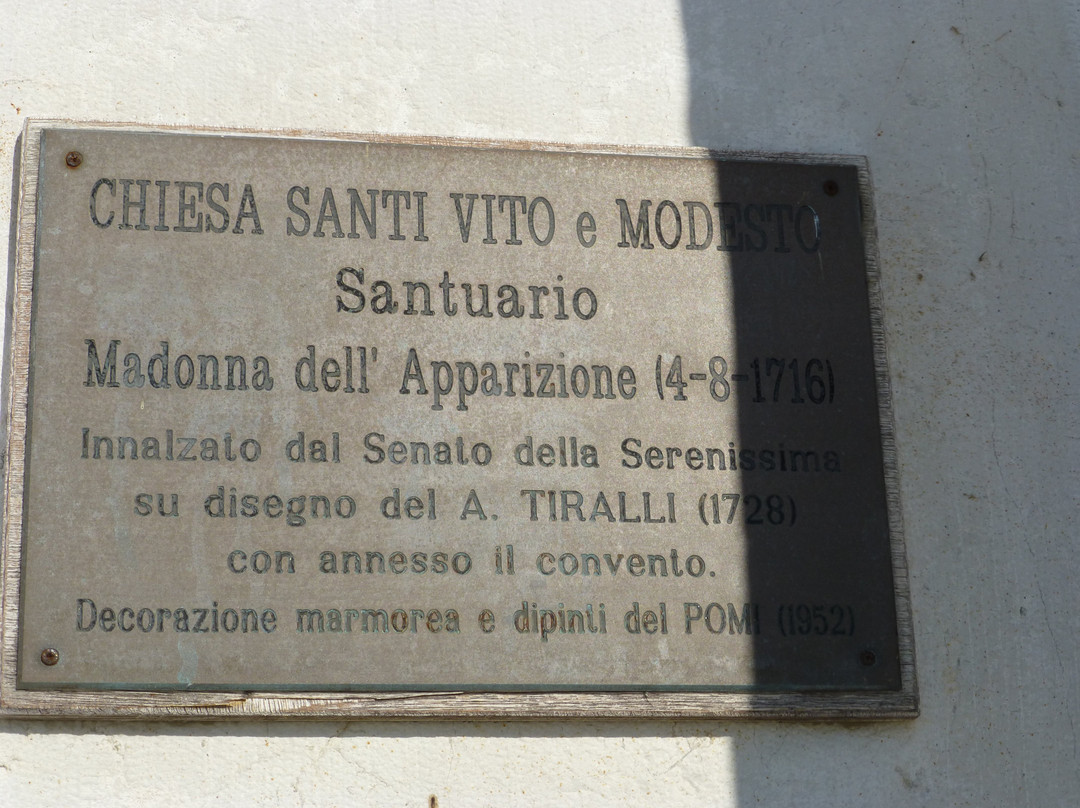 CHIESA SANTI VITO e MODESTO
Santuario
Madonna dell' Apparizione (4-8-1716)
Innalzato dal Senato della Serenissima
su disegno del A. TIRALLI (1728)
con annesso il convento.
Decorazione marmorea e dipinti del POMI (1952)